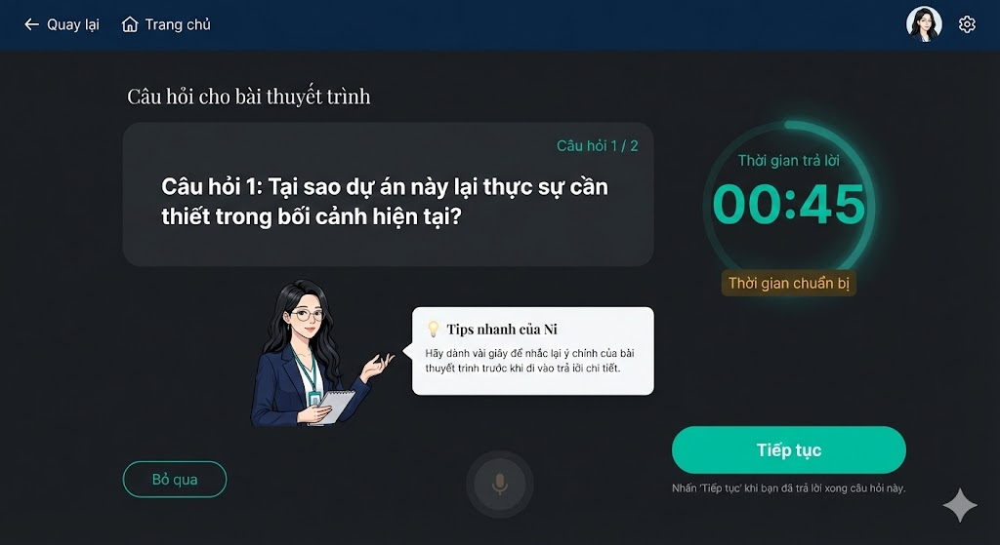 Quay lại
Trang chủ
Câu hỏi cho bài thuyết trình
Câu hỏi 1 / 2
Câu hỏi 1: Tại sao dự án này lại thực sự cần
thiết trong bối cảnh hiện tại?
Thời gian trả lời
00:45
Thời gian chuẩn bị
Tips nhanh của Ni
Hãy dành vài giây để nhắc lại ý chính của bài
thuyết trình trước khi đi vào trả lời chi tiết.
Bỏ qua
Tiếp tục
Nhấn 'Tiếp tục' khi bạn đã trả lời xong câu hỏi này.